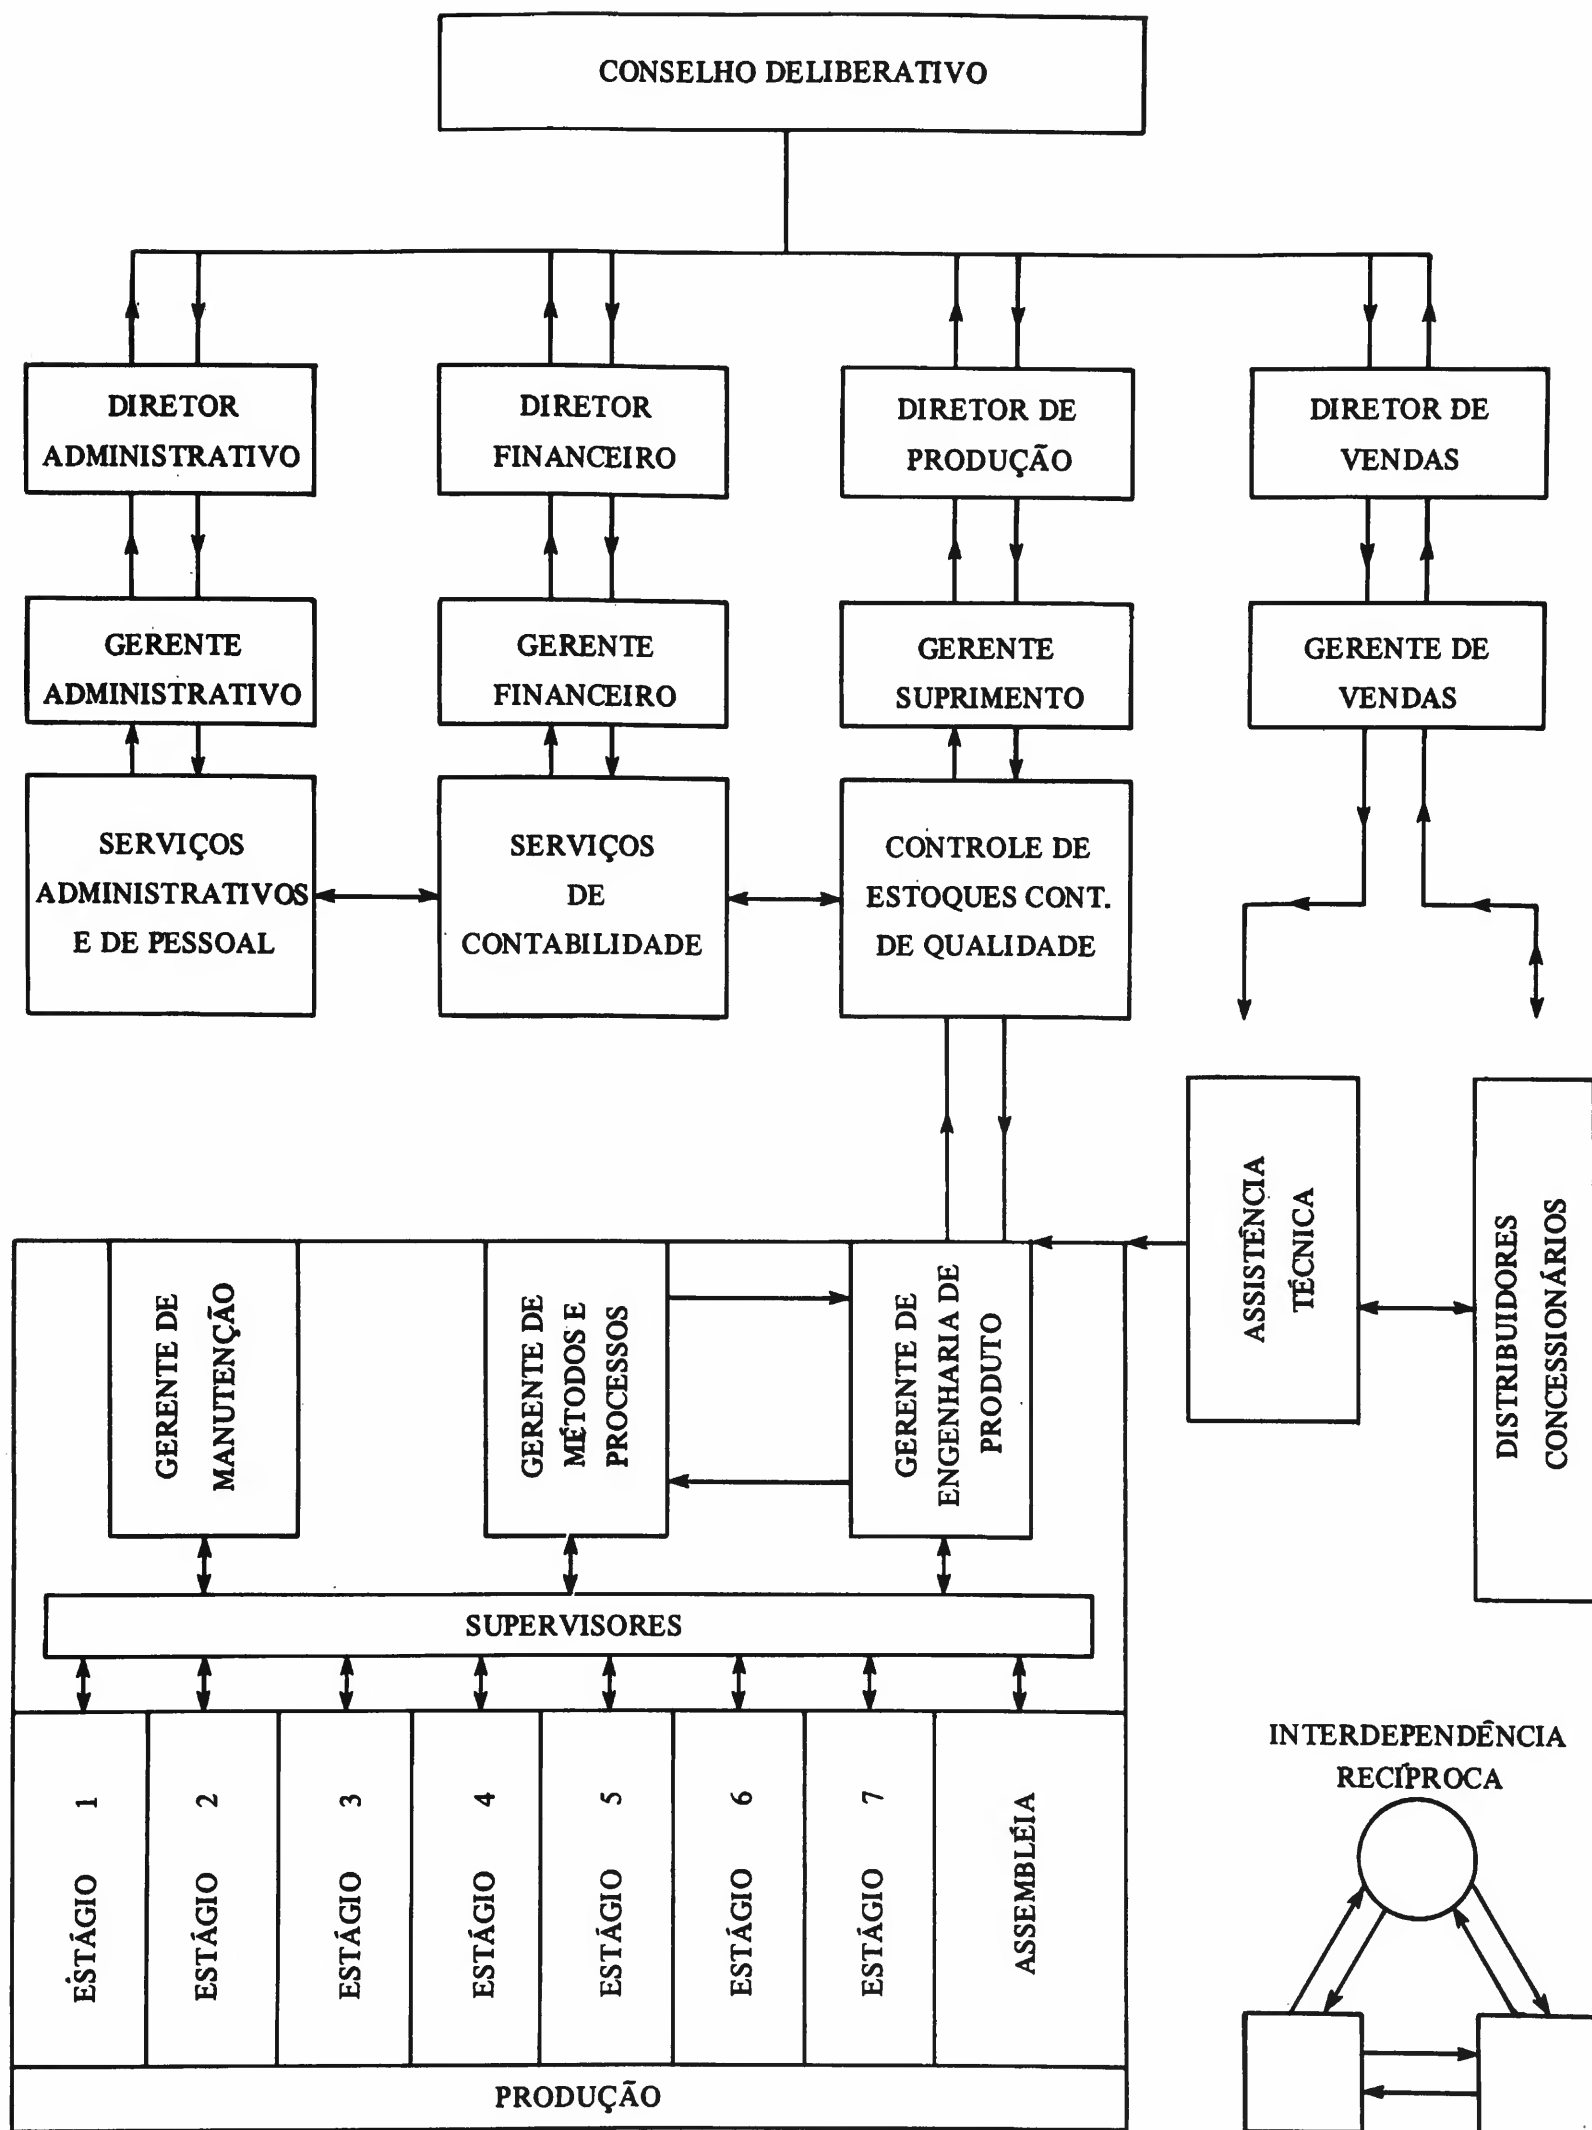 CONSELHO DELIBERATIVO
DIRETOR
ADMINISTRATIVO
DIRETOR
FINANCEIRO
DIRETOR DE
PRODUÇÃO
DIRETOR DE
VENDAS
GERENTE
ADMINISTRATIVO
GERENTE
FINANCEIRO
GERENTE
SUPRIMENTO
GERENTE DE
VENDAS
SERVIÇOS
ADMINISTRATIVOS
E DE PESSOAL
SERVIÇOS
DE
CONTABILIDADE
CONTROLE DE
ESTOQUES CONT.
DE QUALIDADE
ASSISTÊNCIA
TÉCNICA
DISTRIBUIDORES
CONCESSIONÁRIOS
GERENTE DE
MANUTENÇÃO
GERENTE DE
MÉTODOS E
PROCESSOS
GERENTE DE
ENGENHARIA DE
PRODUTO
SUPERVISORES
ESTÁGIO 1
ESTÁGIO 2
ESTÁGIO 3
ESTÁGIO 4
ESTÁGIO 5
ESTÁGIO 6
ESTÁGIO 7
ASSEMBLÉIA
PRODUÇÃO
INTERDEPENDÊNCIA
RECÍPROCA